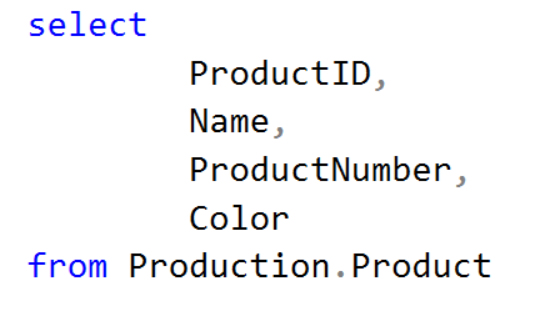 select
ProductID,
Name,
ProductNumber,
Color
from Production.Product